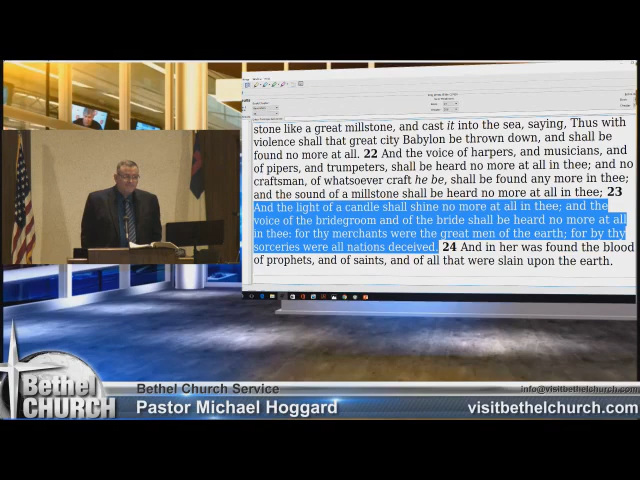 stone like a great millstone, and cast it into the sea, saying, Thus with
violence shall that great city Babylon be thrown down, and shall be
found no more at all. 22 And the voice of harpers, and musicians, and
of pipers, and trumpeters, shall be heard no more at all in thee; and no
craftsman, of whatsoever craft he be, shall be found any more in thee;
and the sound of a millstone shall be heard no more at all in thee; 23
And the light of a candle shall shine no more at all in thee; and the
voice of the bridegroom and of the bride shall be heard no more at all
in thee: for thy merchants were the great men of the earth; for by thy
sorceries were all nations deceived. 24 And in her was found the blood
of prophets, and of saints, and of all that were slain upon the earth.
Bethel
CHURCH
Bethel Church Service
info@visitbethelchurch.com
Pastor Michael Hoggard
visitbethelchurch.com